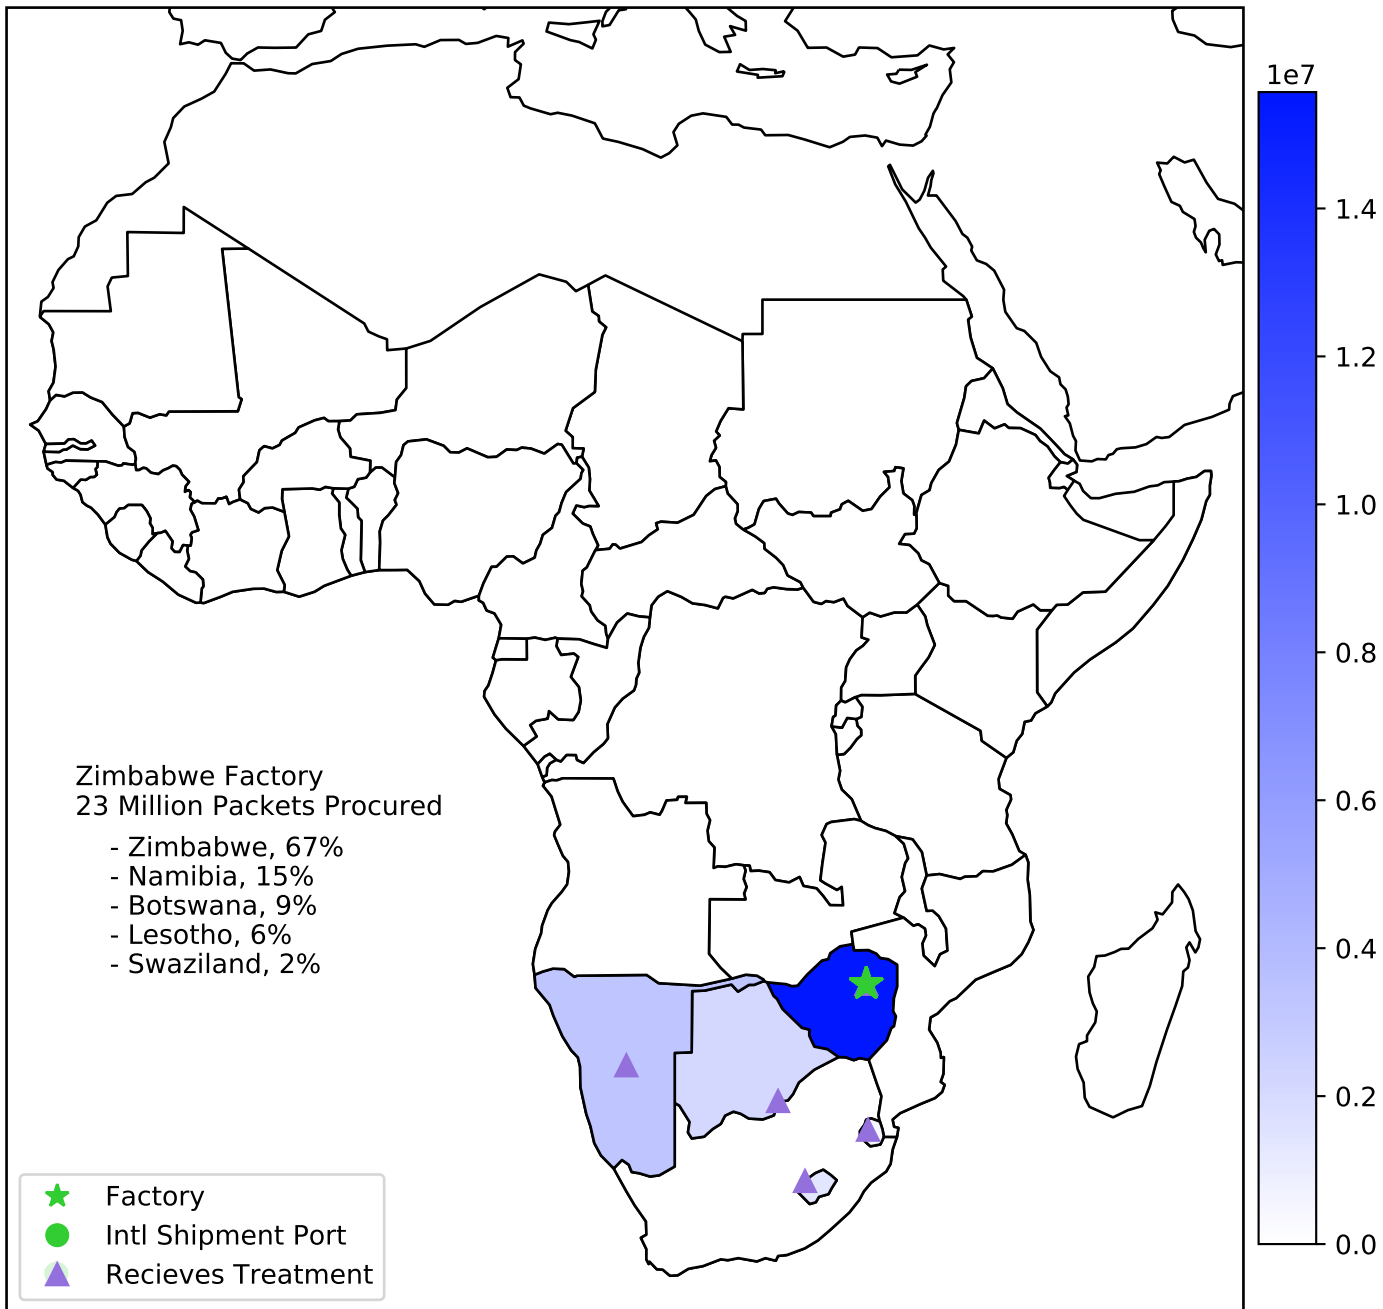 1e7
1.4
1.2
1.0
0.8
0.6
0.4
0.2
0.0
Zimbabwe Factory
23 Million Packets Procured
- Zimbabwe, 67%
- Namibia, 15%
- Botswana, 9%
- Lesotho, 6%
- Swaziland, 2%
Factory
Intl Shipment Port
Recieves Treatment